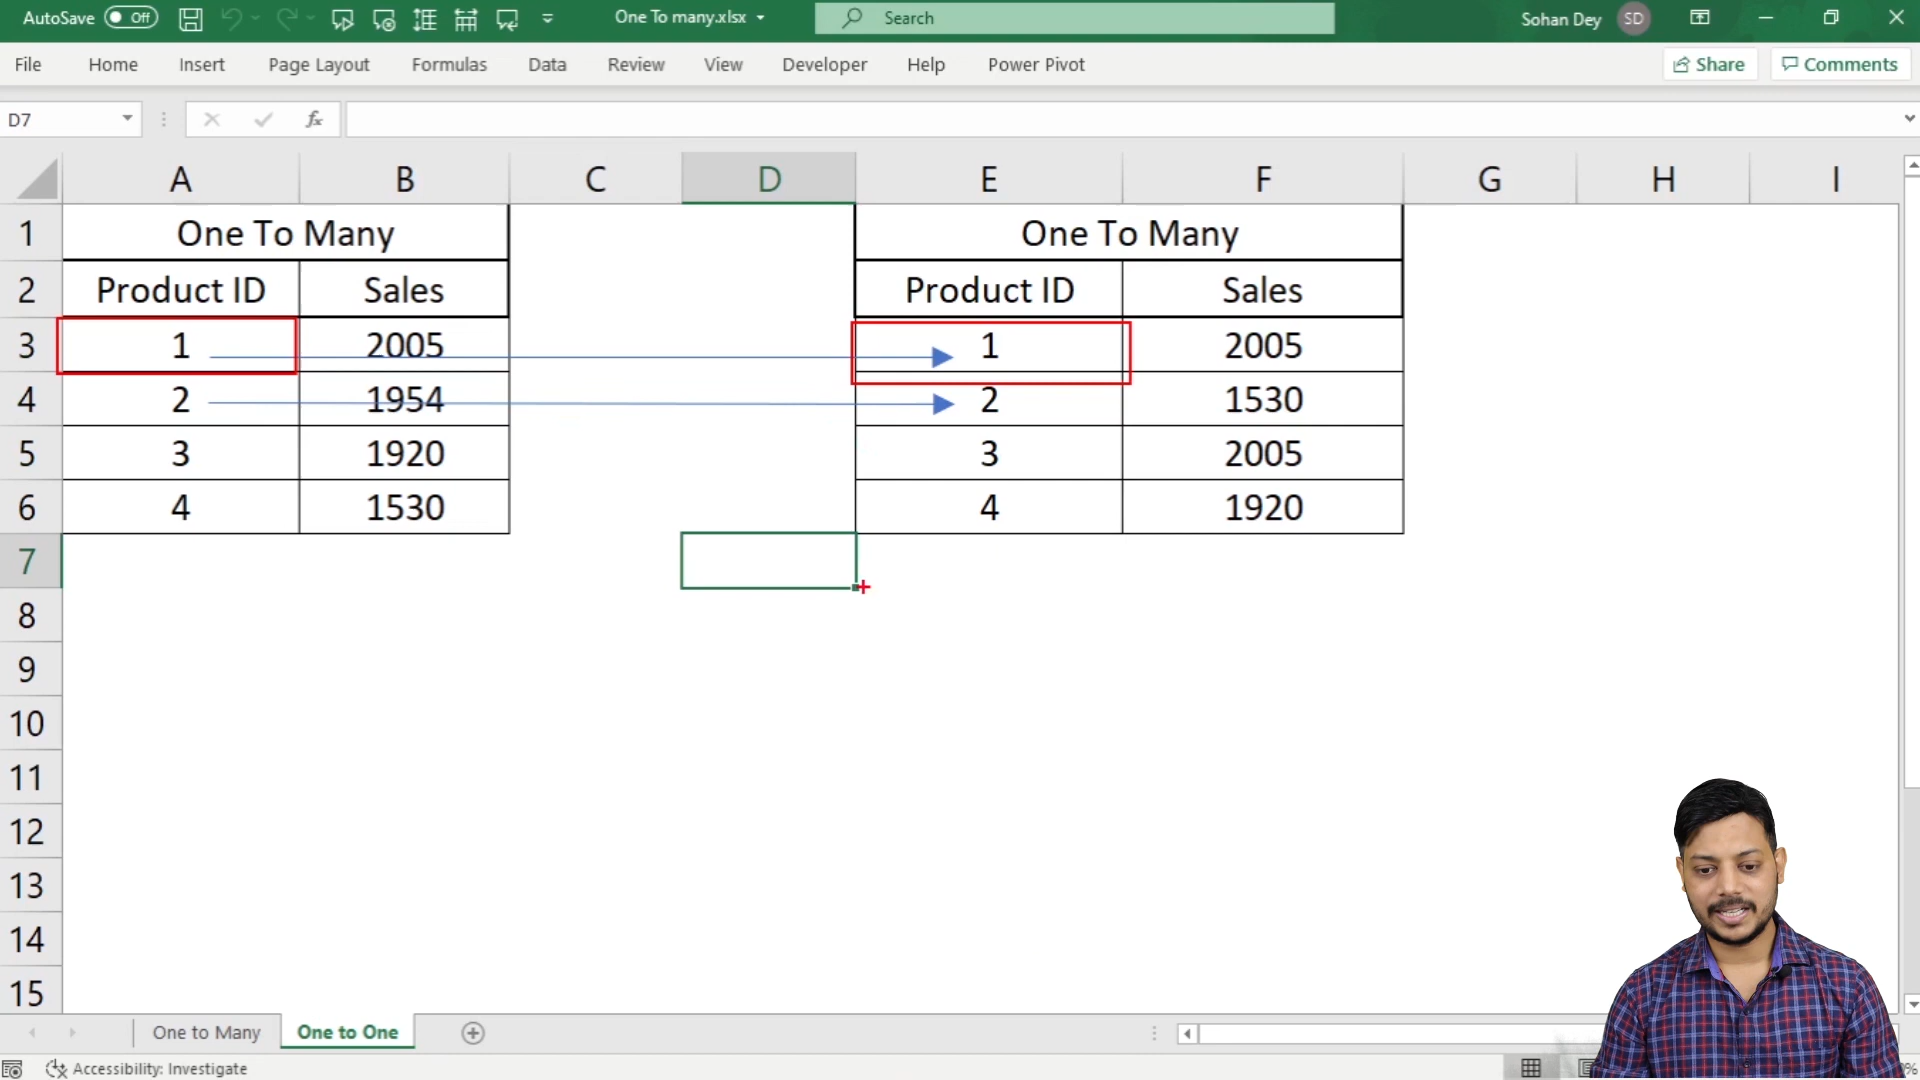 AutoSave Off One To many.xlsx Search Sohan Dey SD
File Home Insert Page Layout Formulas Data Review View Developer Help Power Pivot Share Comments
D7 fx
A B C D E F G H I
1 One To Many One To Many
2 Product ID Sales Product ID Sales
3 1 2005 1 2005
4 2 1954 2 1530
5 3 1920 3 2005
6 4 1530 4 1920
7
8
9
10
11
12
13
14
15
One to Many One to One
Accessibility: Investigate